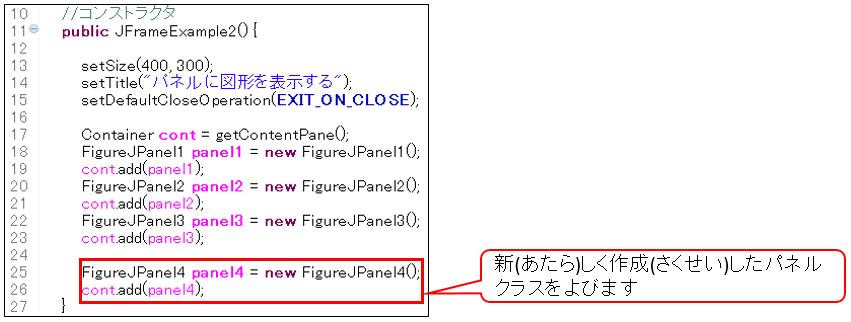 10 //コンストラクタ
11 public JFrameExample2(){
12
13 setSize(400, 300);
14 setTitle("パネルに図形を表示する");
15 setDefaultCloseOperation(EXIT_ON_CLOSE);
16
17 Container cont = getContentPane();
18 FigureJPanel1 panel1 = new FigureJPanel1();
19 cont.add(panel1);
20 FigureJPanel2 panel2 = new FigureJPanel2();
21 cont.add(panel2);
22 FigureJPanel3 panel3 = new FigureJPanel3();
23 cont.add(panel3);
24
25 FigureJPanel4 panel4 = new FigureJPanel4();
26 cont.add(panel4);
27 }
新(あたら)しく作成(さくせい)したパネル
クラスをよびます